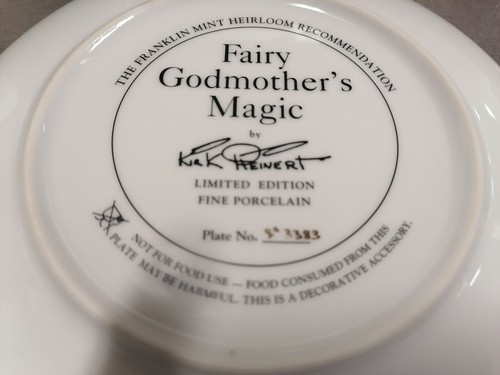 THE FRANKLIN MINT HEIRLOOM RECOMMENDATION
Fairy
Godmother's
Magic
by
Kirk Reinert
LIMITED EDITION
FINE PORCELAIN
Plate No.
NOT FOR FOOD USE — FOOD CONSUMED FROM THIS
PLATE MAY BE HARMFUL. THIS IS A DECORATIVE ACCESSORY.